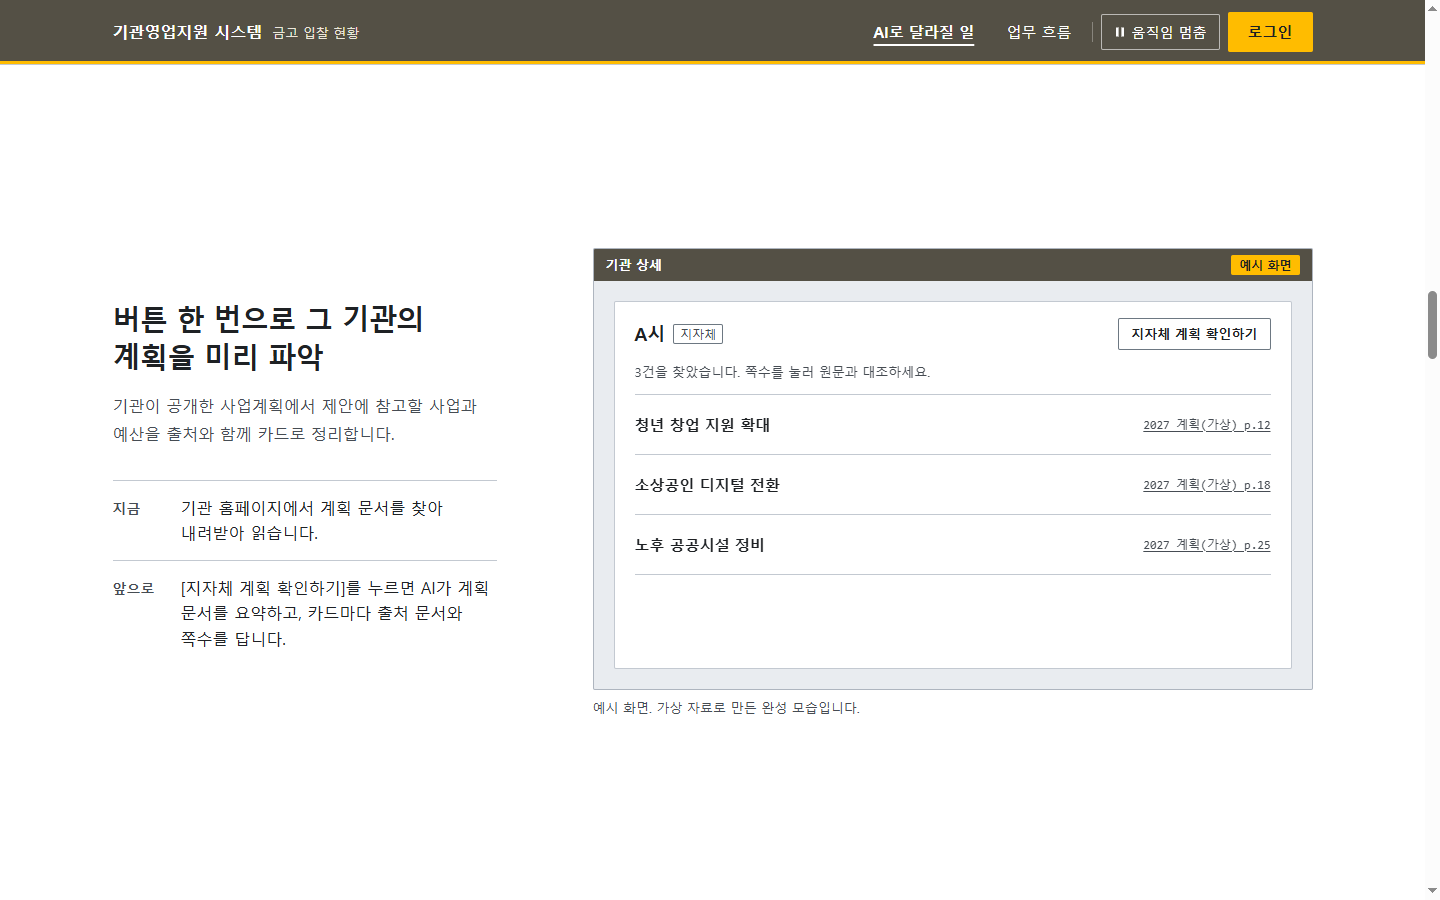 기관영업지원 시스템 금고 입찰 현황
AI로 달라질 일
업무 흐름
움직임 멈춤
로그인
버튼 한 번으로 그 기관의
계획을 미리 파악
기관이 공개한 사업계획에서 제안에 참고할 사업과
예산을 출처와 함께 카드로 정리합니다.
지금
기관 홈페이지에서 계획 문서를 찾아
내려받아 읽습니다.
앞으로
[지자체 계획 확인하기]를 누르면 AI가 계획
문서를 요약하고, 카드마다 출처 문서와
쪽수를 답니다.
기관 상세
예시 화면
A시 지자체
지자체 계획 확인하기
3건을 찾았습니다. 쪽수를 눌러 원문과 대조하세요.
청년 창업 지원 확대
2027 계획(가상) p.12
소상공인 디지털 전환
2027 계획(가상) p.18
노후 공공시설 정비
2027 계획(가상) p.25
예시 화면. 가상 자료로 만든 완성 모습입니다.